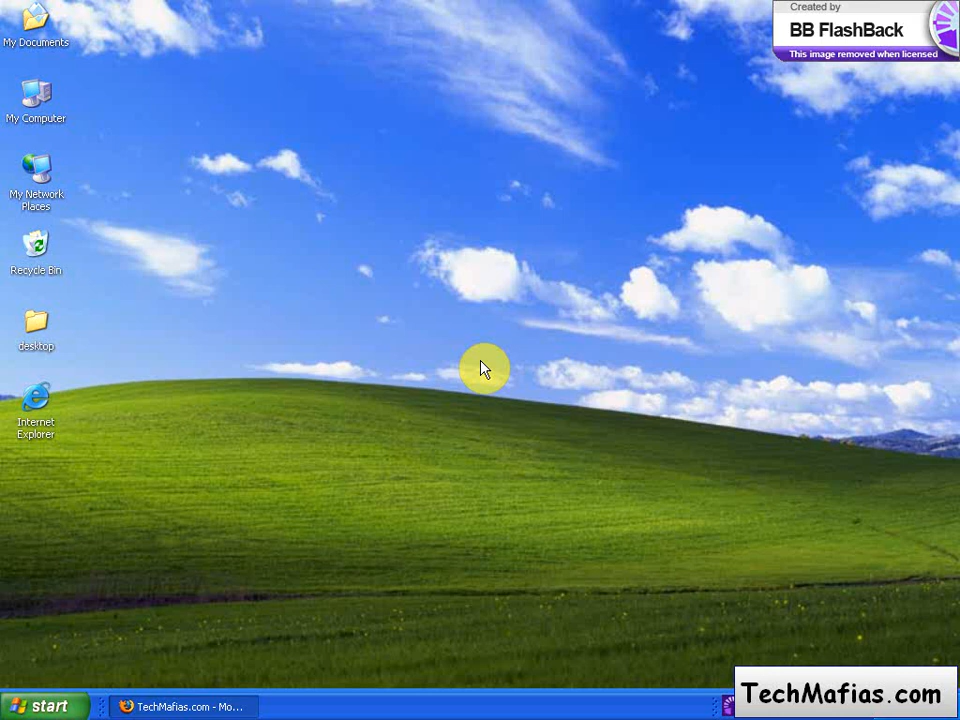 Created by
BB FlashBack
This image removed when licensed
My Documents
My Computer
My Network
Places
Recycle Bin
desktop
Internet
Explorer
start
TechMafias.com - Mo...
TechMafias.com